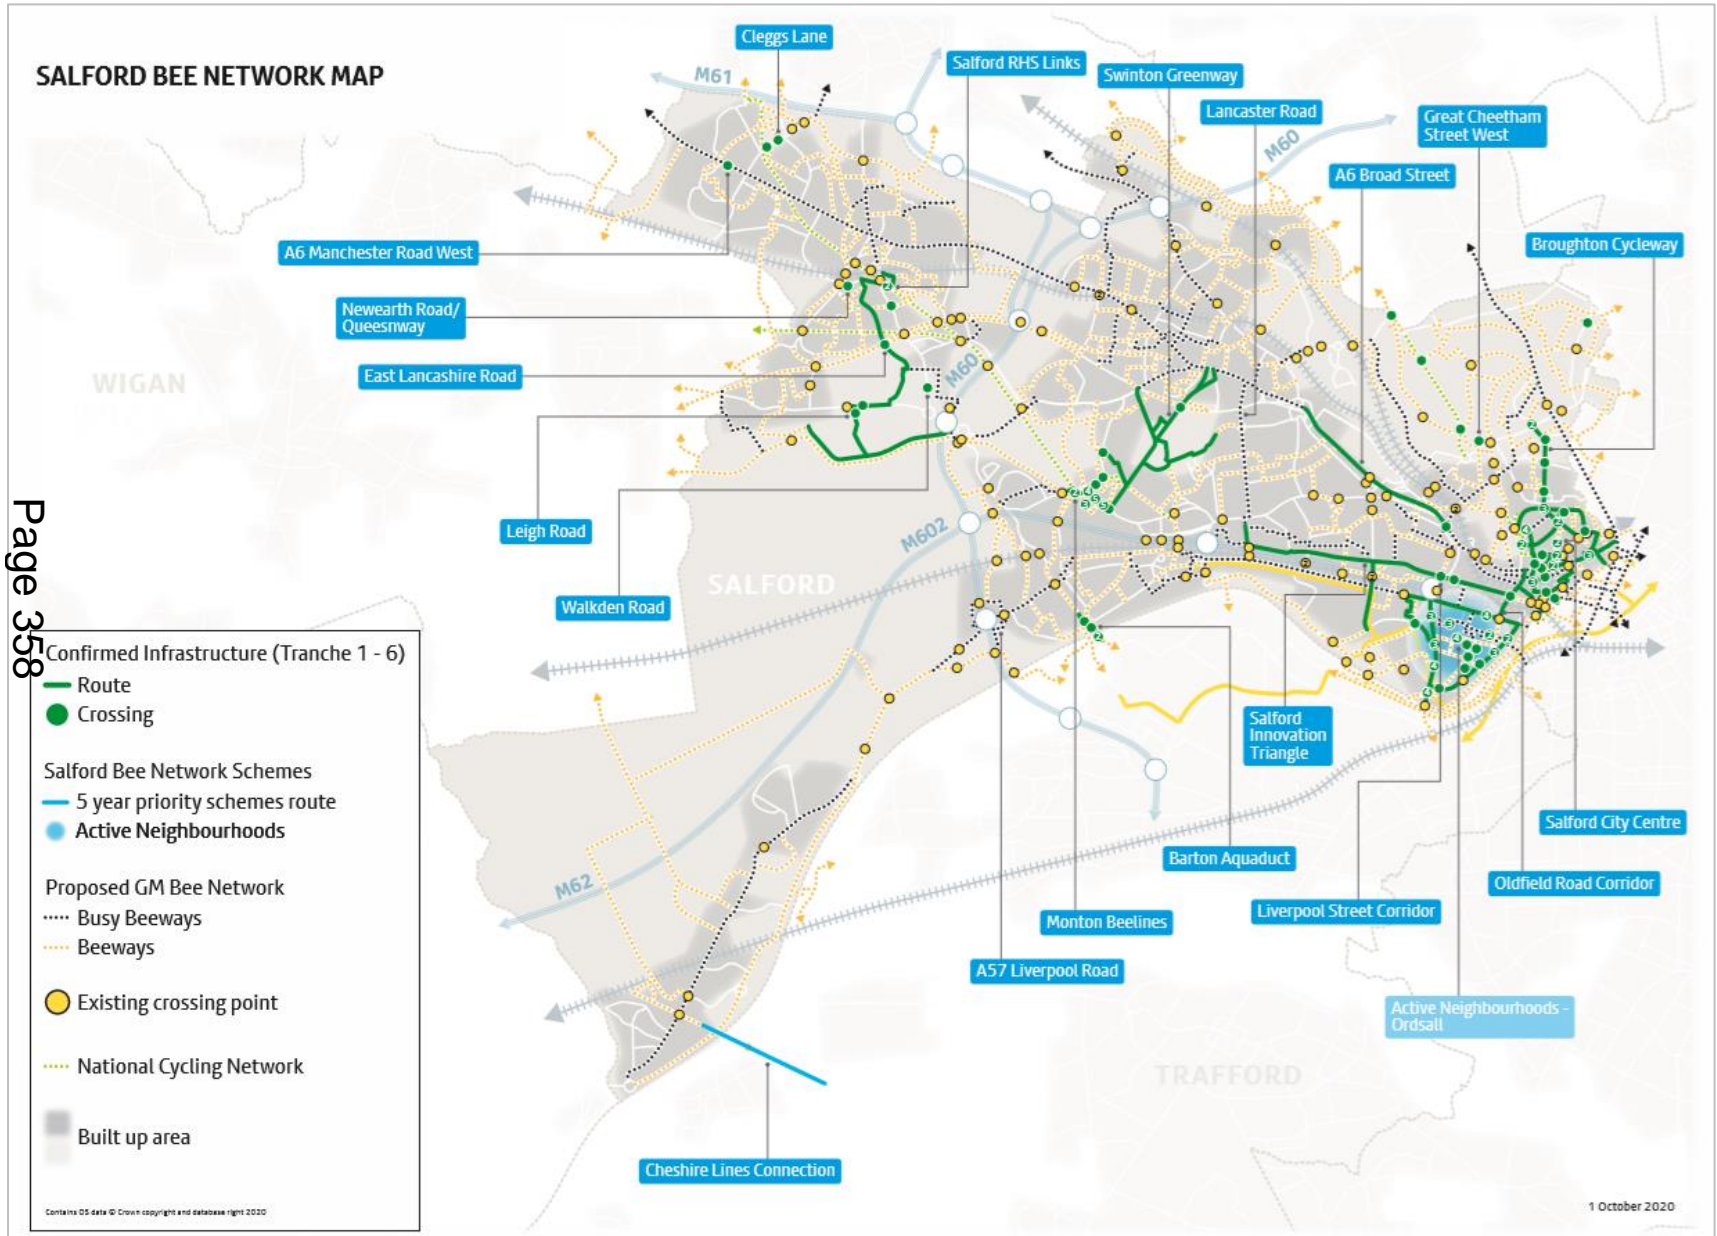 SALFORD BEE NETWORK MAP
Cleggs Lane
Salford RHS Links
Swinton Greenway
Lancaster Road
Great Cheetham
Street West
A6 Broad Street
Broughton Cycleway
M61
M60
A6 Manchester Road West
Newearth Road/
Queesnway
East Lancashire Road
WIGAN
M60
Leigh Road
M602
Walkden Road
SALFORD
Page 358
Confirmed Infrastructure (Tranche 1 - 6)
Route
Crossing
Salford Bee Network Schemes
5 year priority schemes route
Active Neighbourhoods
Proposed GM Bee Network
Busy Beeways
Beeways
Existing crossing point
National Cycling Network
Built up area
Contains OS data © Crown copyright and database right 2020
Salford
Innovation
Triangle
Salford City Centre
Barton Aquaduct
Oldfield Road Corridor
M62
Monton Beelines
Liverpool Street Corridor
A57 Liverpool Road
Active Neighbourhoods -
Ordsall
TRAFFORD
Cheshire Lines Connection
1 October 2020